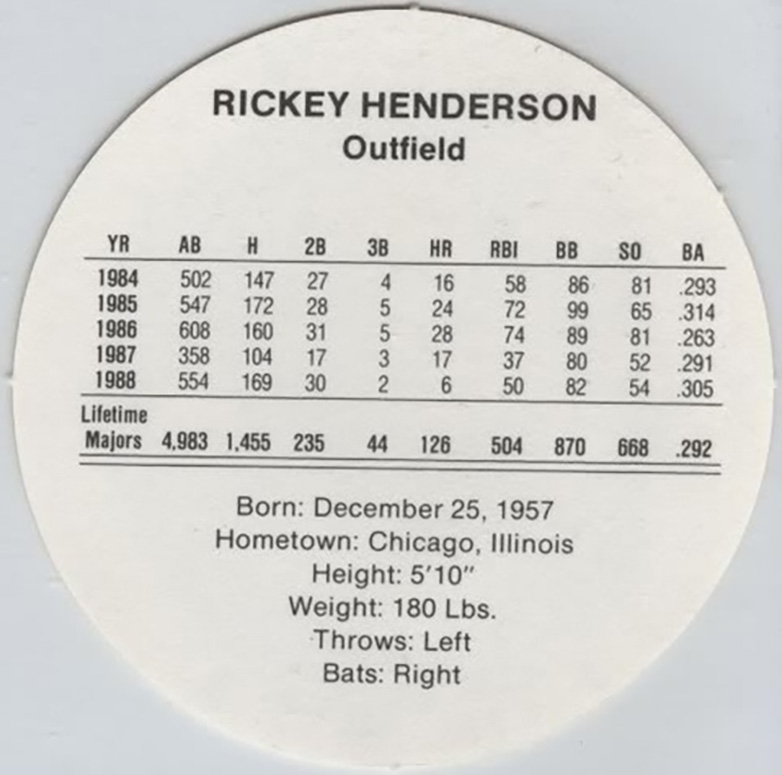 RICKEY HENDERSON
Outfield
YR AB H 2B 3B HR RBI BB SO BA
1984 502 147 27 4 16 58 86 81 .293
1985 547 172 28 5 24 72 99 65 .314
1986 608 160 31 5 28 74 89 81 .263
1987 358 104 17 3 17 37 80 52 .291
1988 554 169 30 2 6 50 82 54 .305
Lifetime
Majors 4,983 1,455 235 44 126 504 870 668 .292
Born: December 25, 1957
Hometown: Chicago, Illinois
Height: 5'10"
Weight: 180 Lbs.
Throws: Left
Bats: Right